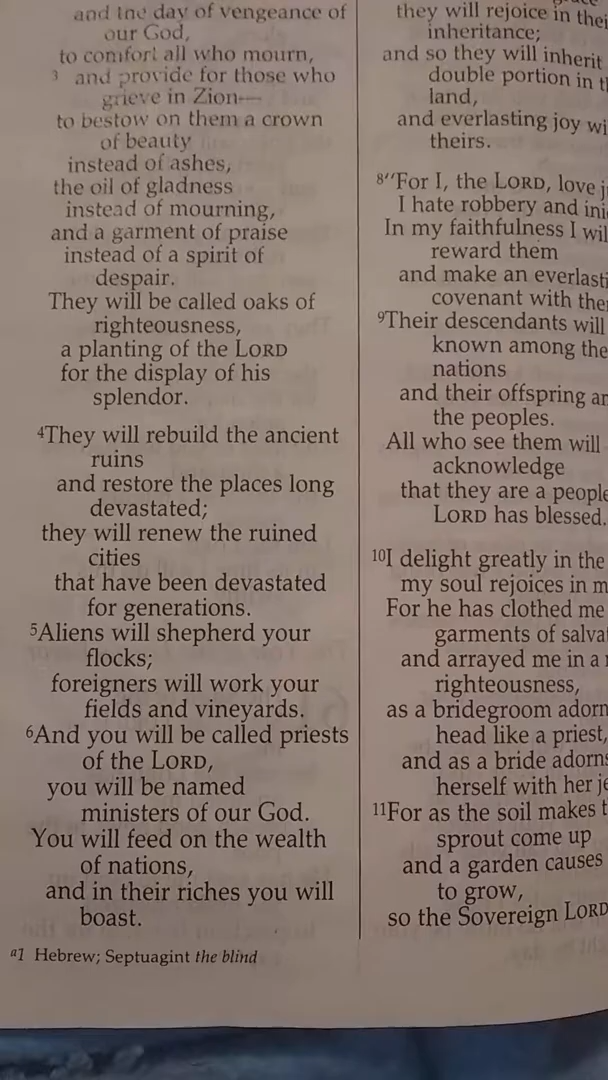 and the day of vengeance of
our God,
to comfort all who mourn,
3 and provide for those who
grieve in Zion—
to bestow on them a crown
of beauty
instead of ashes,
the oil of gladness
instead of mourning,
and a garment of praise
instead of a spirit of
despair.
They will be called oaks of
righteousness,
a planting of the LORD
for the display of his
splendor.
4They will rebuild the ancient
ruins
and restore the places long
devastated;
they will renew the ruined
cities
that have been devastated
for generations.
5Aliens will shepherd your
flocks;
foreigners will work your
fields and vineyards.
6And you will be called priests
of the LORD,
you will be named
ministers of our God.
You will feed on the wealth
of nations,
and in their riches you will
boast.
a1 Hebrew; Septuagint the blind
they will rejoice in
inheritance;
and so they will inherit
double portion in
land,
and everlasting joy
theirs.
8“For I, the LORD, love
I hate robbery and
In my faithfulness I
reward them
and make an
covenant with
9Their descendants will
known among the
nations
and their offspring
the peoples.
All who see them will
acknowledge
that they are a people
LORD has blessed.
10I delight greatly in the
my soul rejoices in
For he has clothed me
garments of
and arrayed me in a
righteousness,
as a bridegroom
head like a priest,
and as a bride adorns
herself with her
11For as the soil makes
sprout come up
and a garden causes
to grow,
so the Sovereign LORD